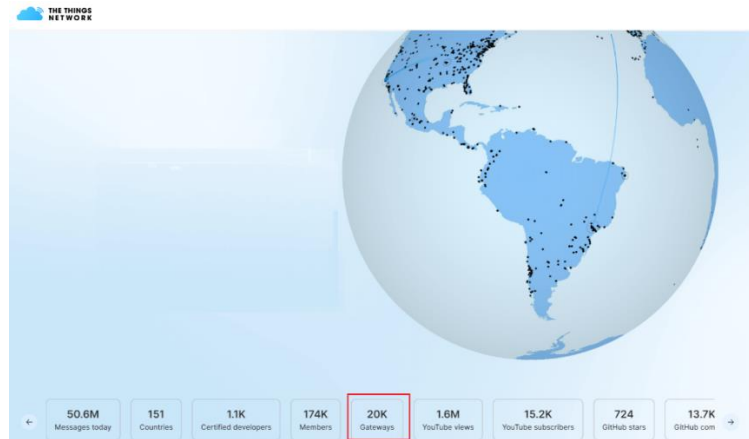 THE THINGS
NETWORK
50.6M
Messages today
151
Countries
1.1K
Certified developers
174K
Members
20K
Gateways
1.6M
YouTube views
15.2K
YouTube subscribers
724
GitHub stars
13.7K
GitHub com